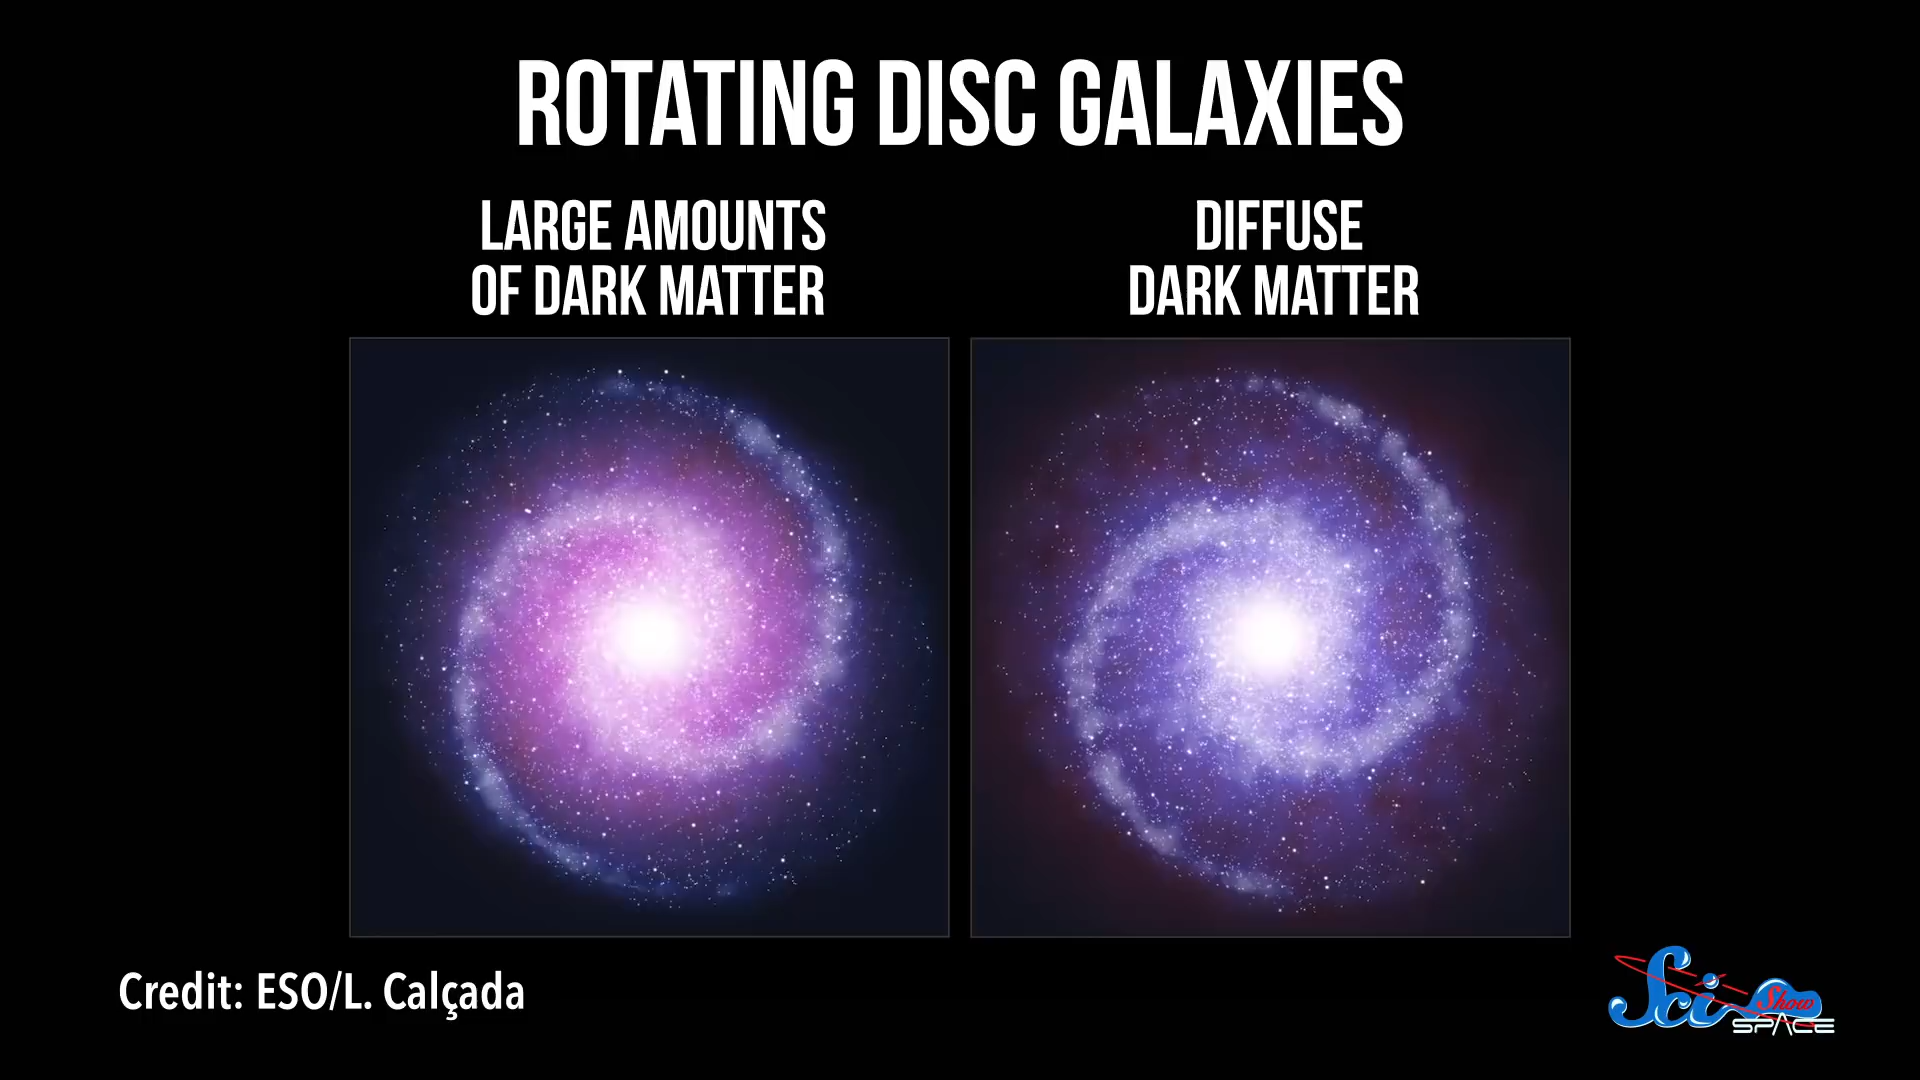 ROTATING DISC GALAXIES
LARGE AMOUNTS
OF DARK MATTER
DIFFUSE
DARK MATTER
Credit: ESO/L. Calçada
Sci Show
SPACE